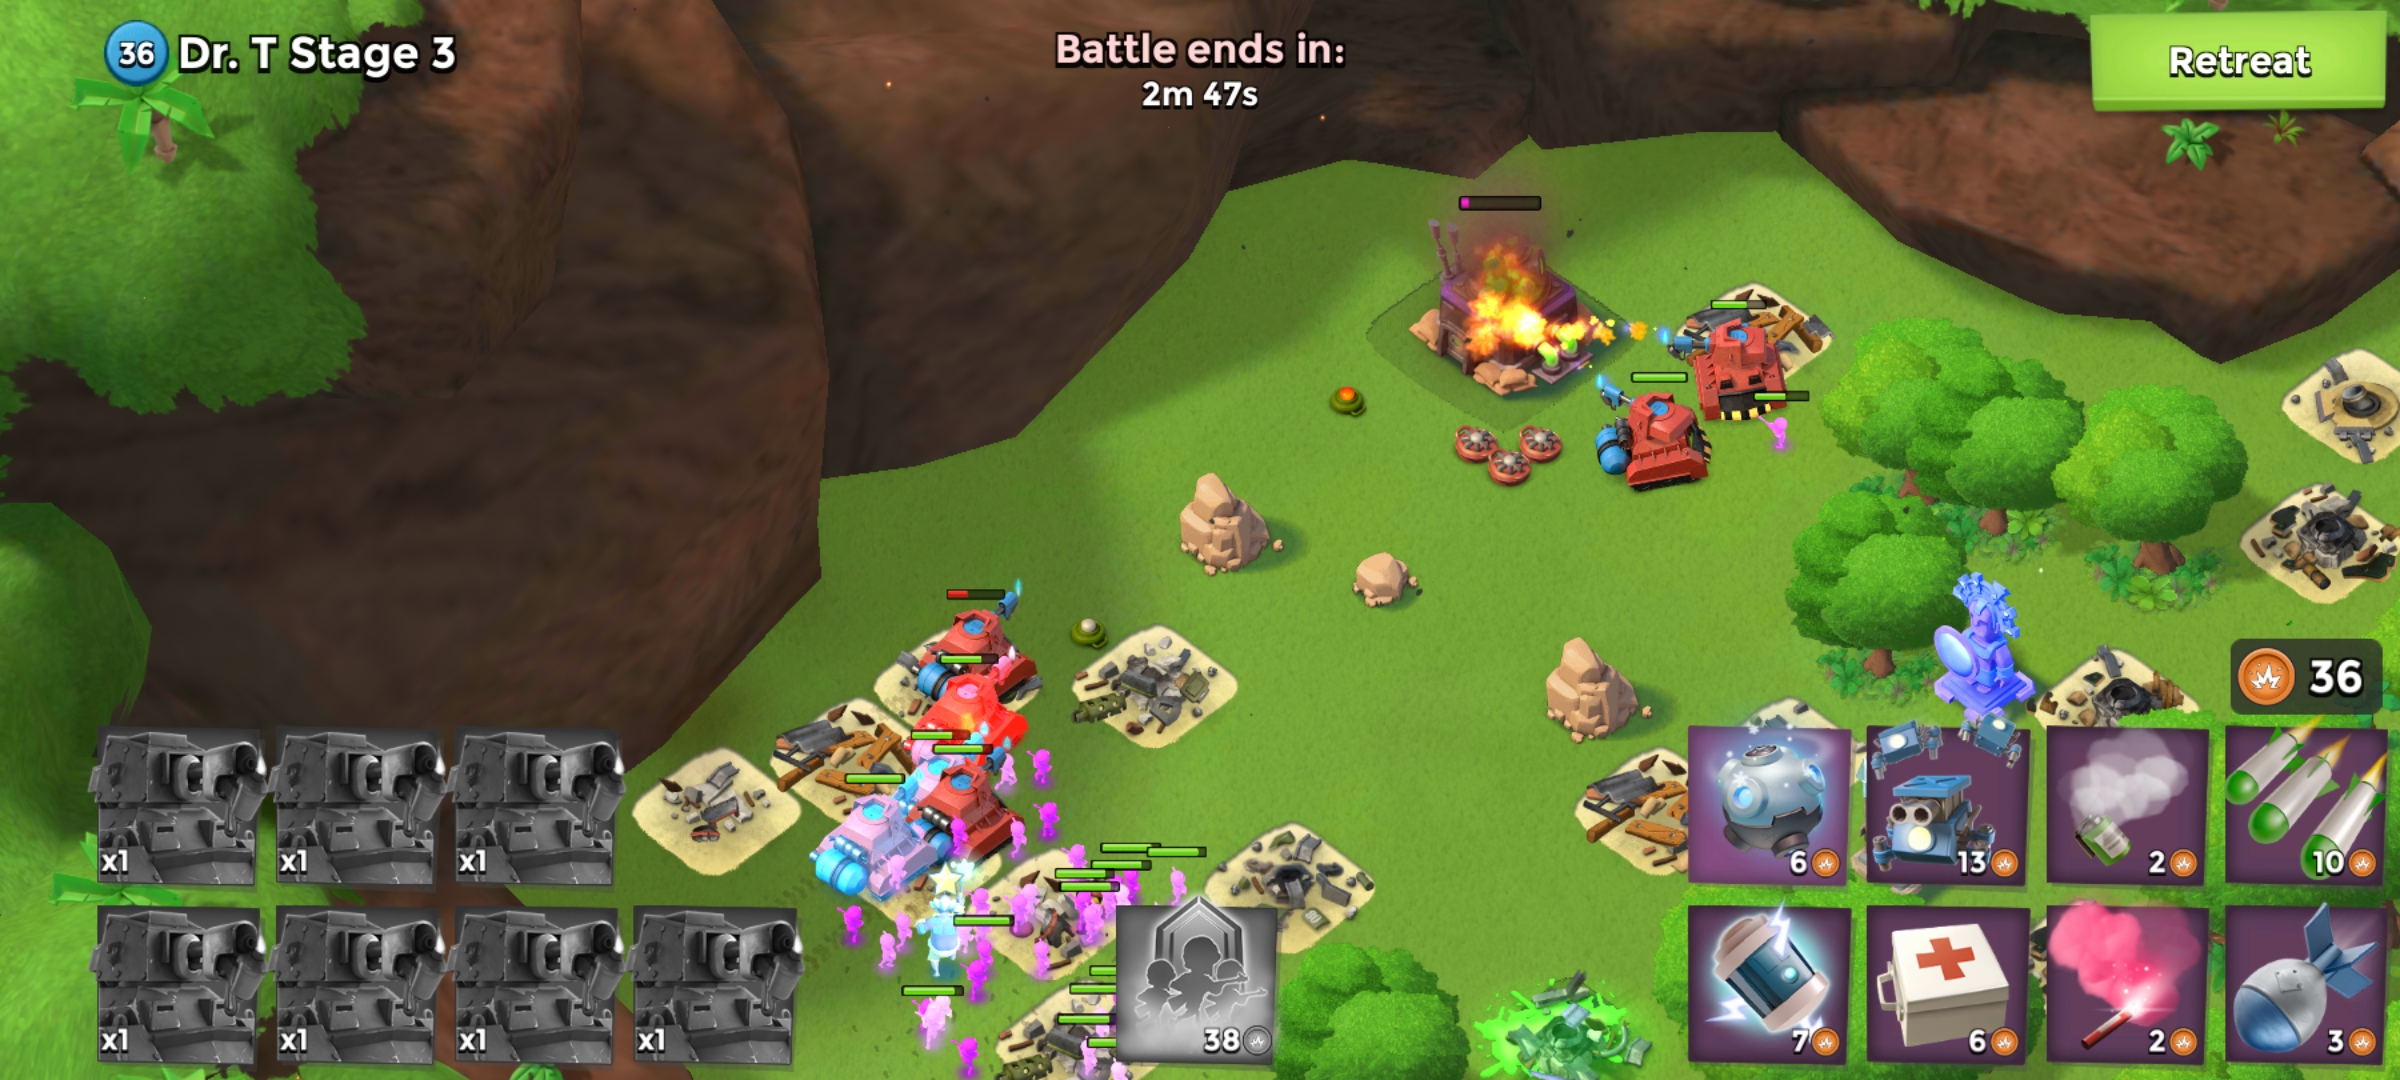 36 Dr. T Stage 3
Battle ends in:
2m 47s
Retreat
36
x1 x1 x1
6 13 2 10
x1 x1 x1 x1
38
7 6 2 3